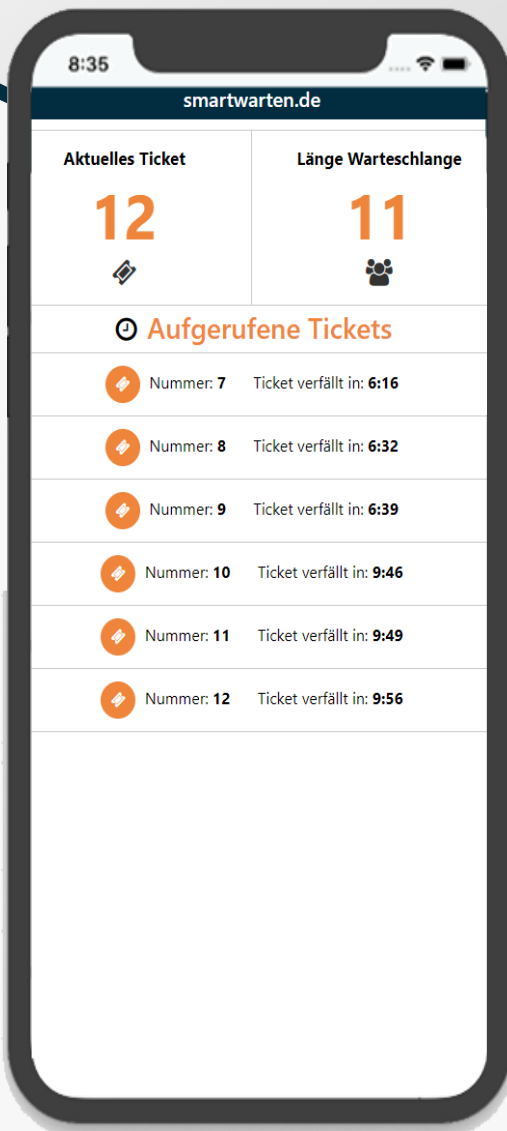 8:35
smartwarten.de
Aktuelles Ticket
Länge Warteschlange
12
11
Aufgerufene Tickets
Nummer: 7 Ticket verfällt in: 6:16
Nummer: 8 Ticket verfällt in: 6:32
Nummer: 9 Ticket verfällt in: 6:39
Nummer: 10 Ticket verfällt in: 9:46
Nummer: 11 Ticket verfällt in: 9:49
Nummer: 12 Ticket verfällt in: 9:56